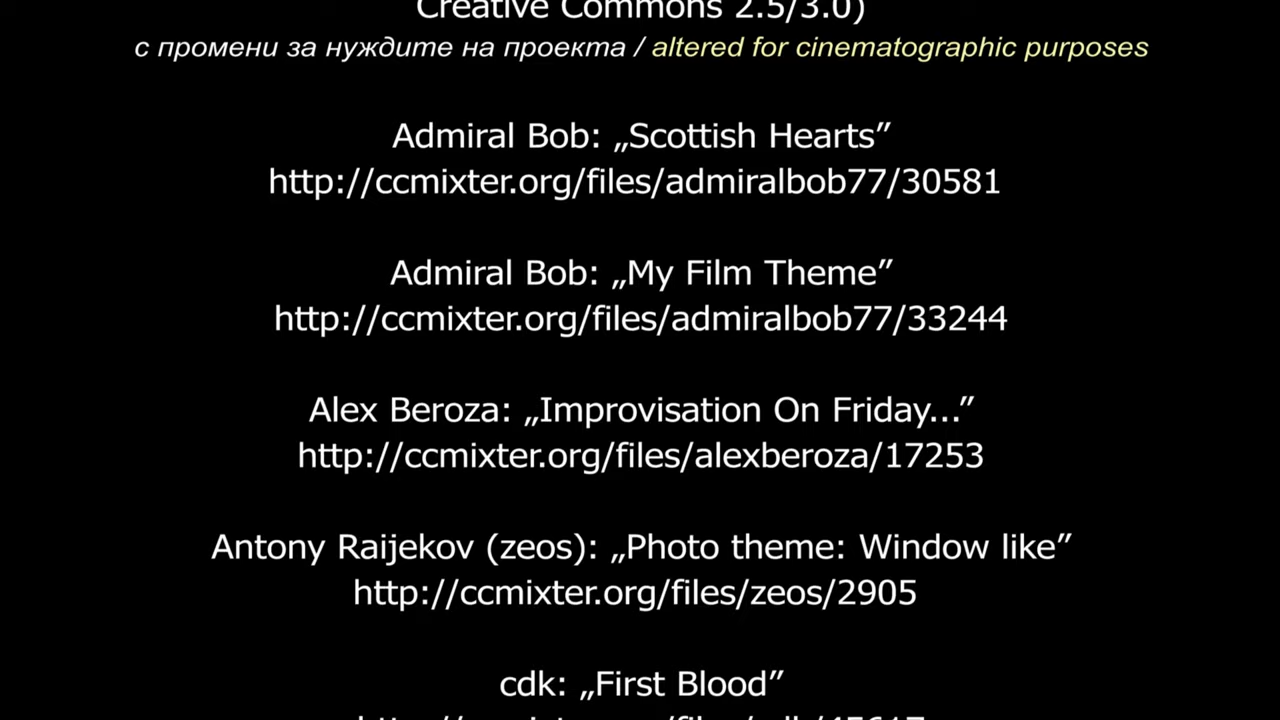 Creative Commons 2.5/3.0)
с промени за нуждите на проекта / altered for cinematographic purposes
Admiral Bob: „Scottish Hearts”
http://ccmixter.org/files/admiralbob77/30581
Admiral Bob: „My Film Theme”
http://ccmixter.org/files/admiralbob77/33244
Alex Beroza: „Improvisation On Friday...”
http://ccmixter.org/files/alexberoza/17253
Antony Raijekov (zeos): „Photo theme: Window like”
http://ccmixter.org/files/zeos/2905
cdk: „First Blood”